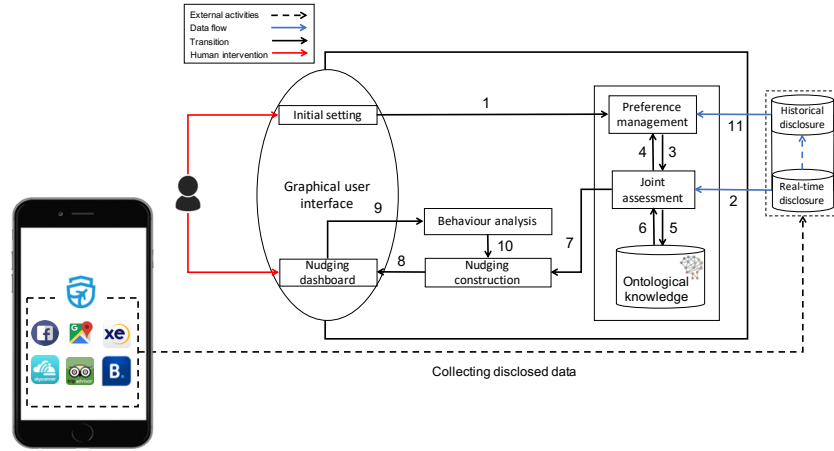 External activities
Data flow
Transition
Human intervention
Initial setting
1
Preference
management
11
Historical
disclosure
4
3
Graphical user
interface
Joint
assessment
2
Real-time
disclosure
9
Behaviour analysis
10
7
6
5
Nudging
dashboard
8
Nudging
construction
Ontological
knowledge
G
xe
B.
Collecting disclosed data